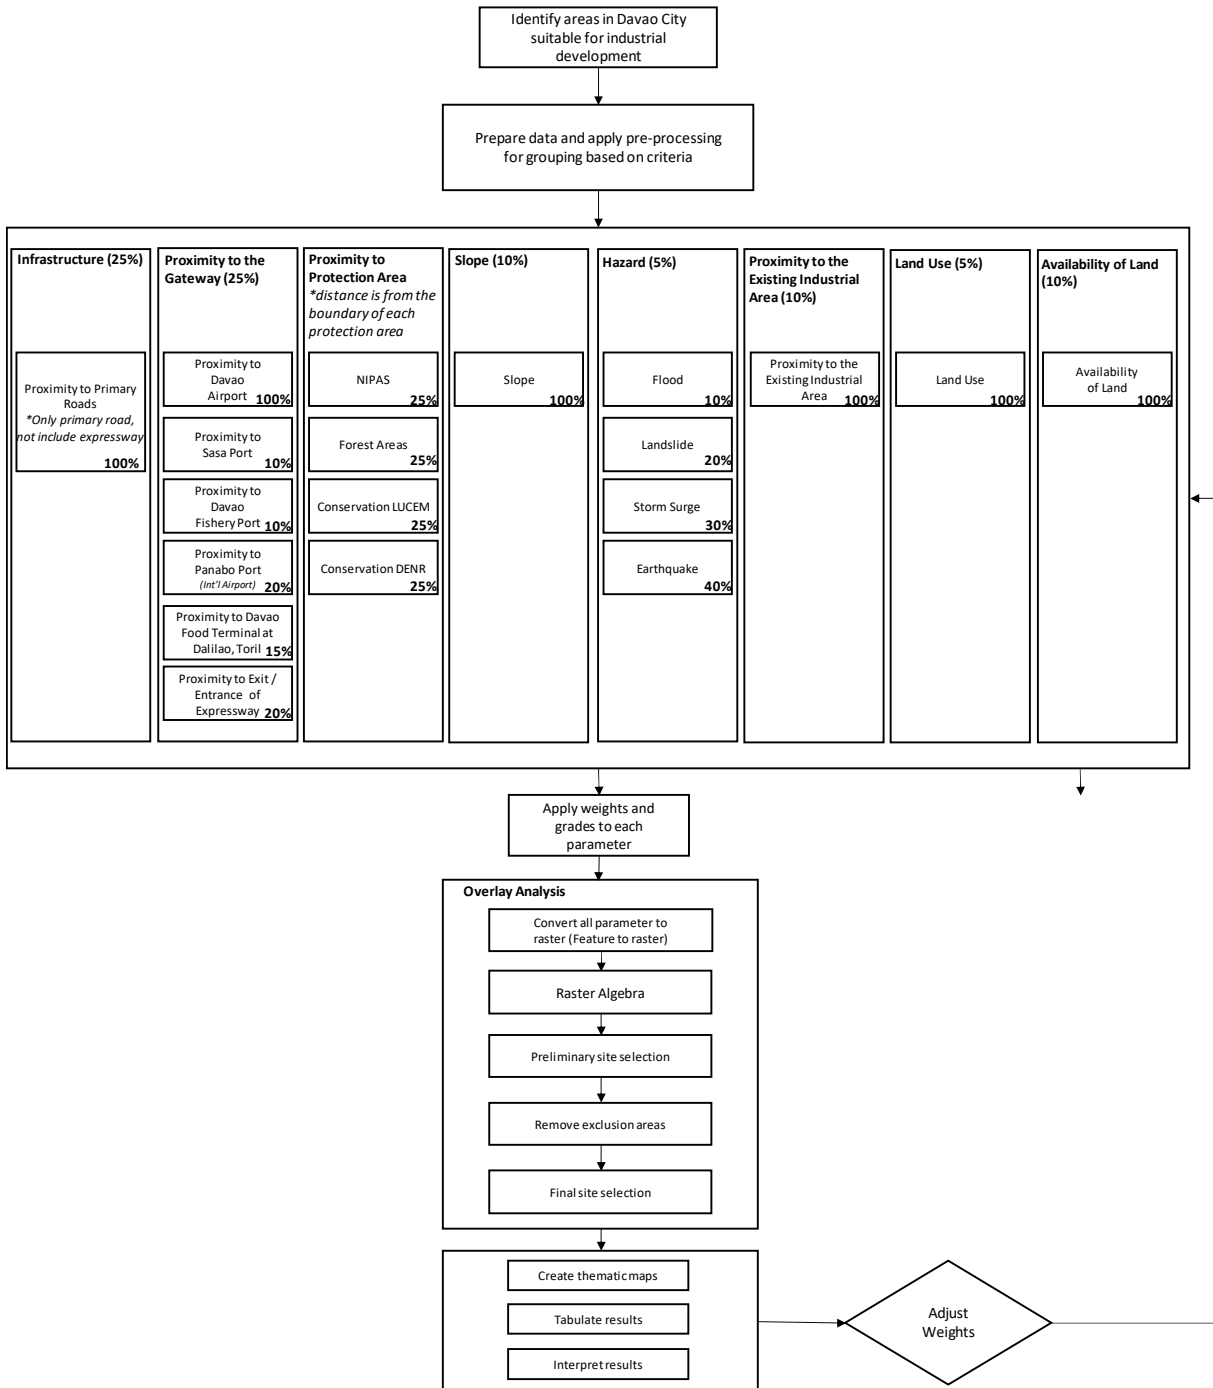 Identify areas in Davao City
suitable for industrial
development
Prepare data and apply pre-processing
for grouping based on criteria
Infrastructure (25%)
Proximity to Primary
Roads
*Only primary road,
not include expressway
100%
Proximity to the
Gateway (25%)
Proximity to
Davao
Airport 100%
Proximity to
Sasa Port
10%
Proximity to
Davao
Fishery Port 10%
Proximity to
Panabo Port
(Int'l Airport) 20%
Proximity to Davao
Food Terminal at
Dalilao, Toril 15%
Proximity to Exit /
Entrance of
Expressway 20%
Proximity to
Protection Area
*distance is from the
boundary of each
protection area
NIPAS
25%
Forest Areas
25%
Conservation LUCEM
25%
Conservation DENR
25%
Slope (10%)
Slope
100%
Hazard (5%)
Flood
10%
Landslide
20%
Storm Surge
30%
Earthquake
40%
Proximity to the
Existing Industrial
Area (10%)
Proximity to the
Existing Industrial
Area 100%
Land Use (5%)
Land Use
100%
Availability of Land
(10%)
Availability
of Land
100%
Apply weights and
grades to each
parameter
Overlay Analysis
Convert all parameter to
raster (Feature to raster)
Raster Algebra
Preliminary site selection
Remove exclusion areas
Final site selection
Create thematic maps
Tabulate results
Interpret results
Adjust
Weights